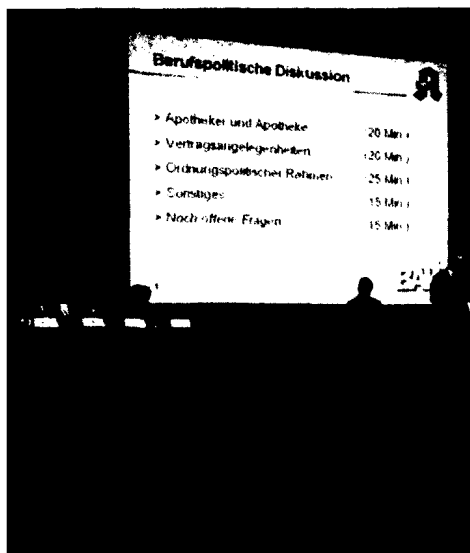 Berufspolitische Diskussion
> Apotheker und Apotheke (20 Min.)
> Vertragsangelegenheiten (20 Min.)
> Ordnungspolitischer Rahmen (25 Min.)
> Sonstiges (15 Min.)
> Noch offene Fragen (15 Min.)